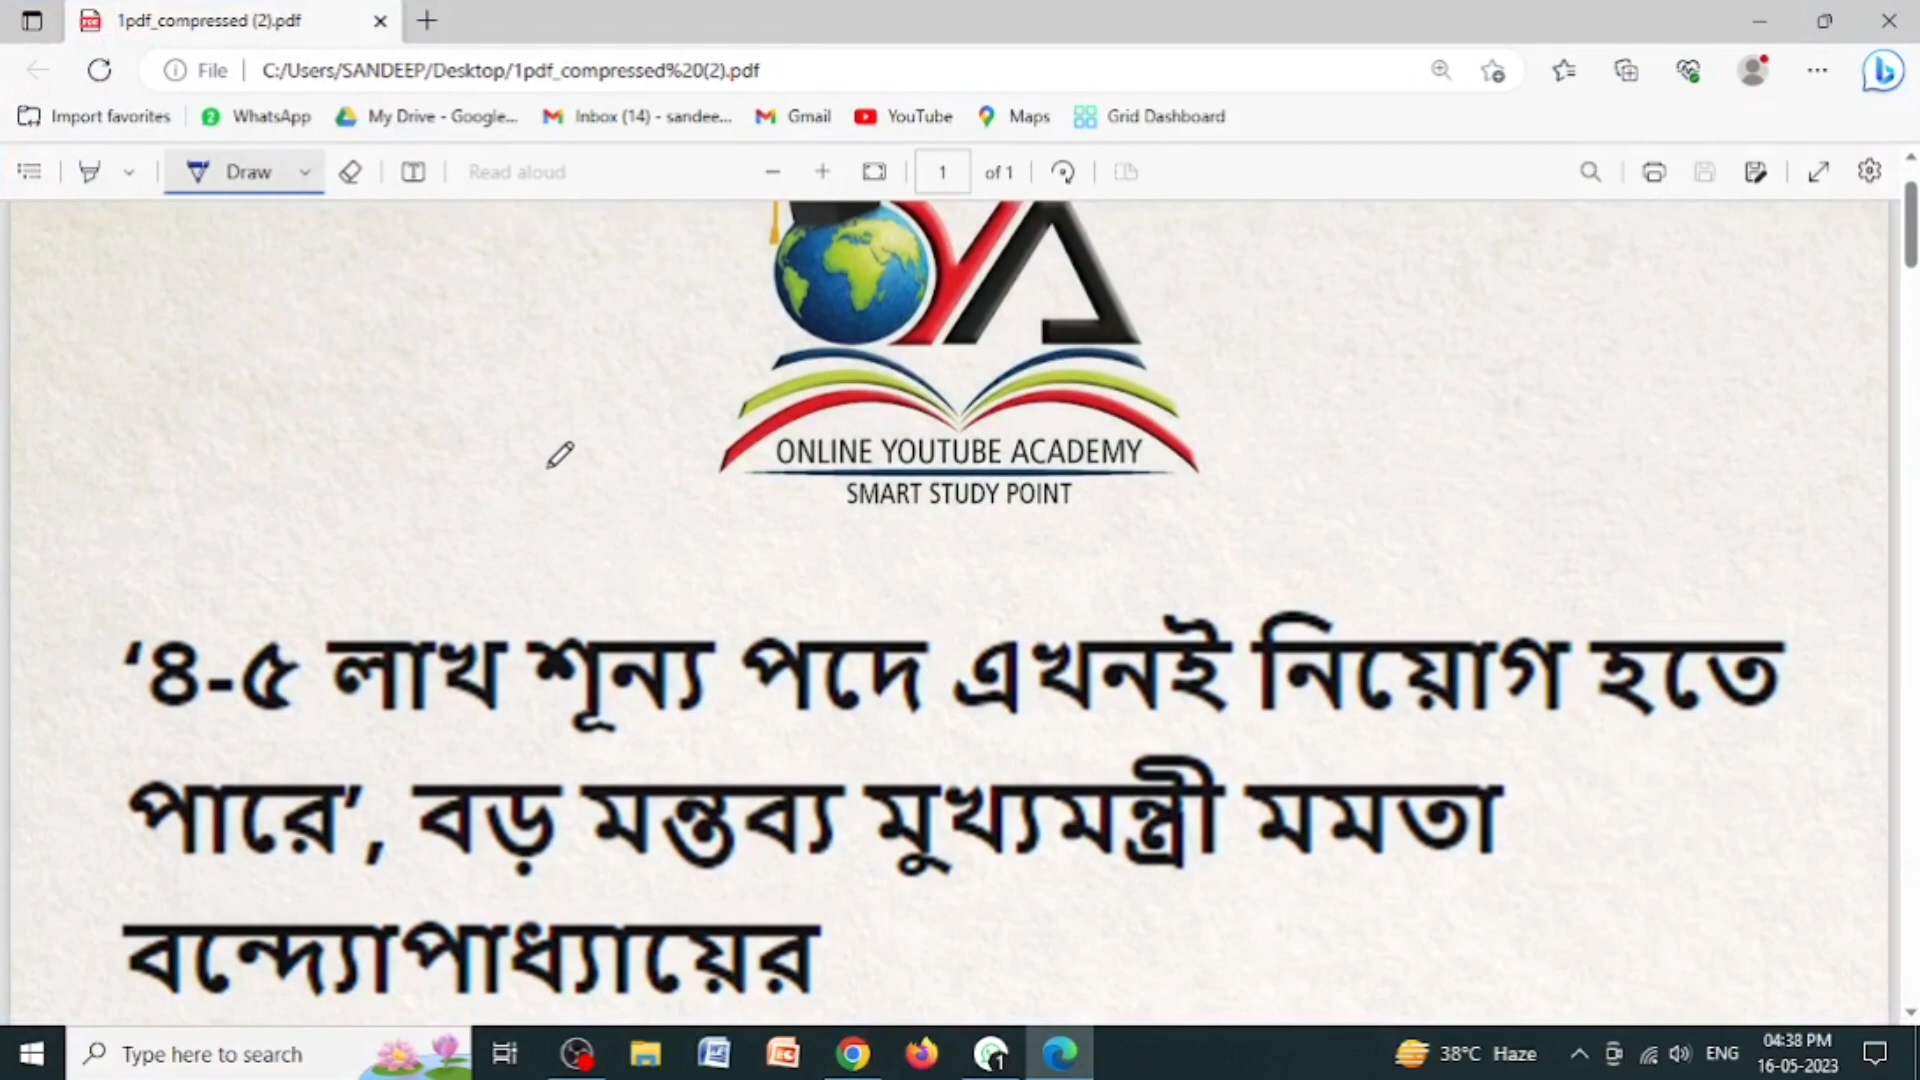 1pdf_compressed (2).pdf
File C:/Users/SANDEEP/Desktop/1pdf_compressed%20(2).pdf
Import favorites WhatsApp My Drive - Google... Inbox (14) - sandee... Gmail YouTube Maps Grid Dashboard
Draw Read aloud 1 of 1
YA
ONLINE YOUTUBE ACADEMY
SMART STUDY POINT
‘৪-৫ লাখ শূন্য পদে এখনই নিয়োগ হতে
পারে’, বড় মন্তব্য মুখ্যমন্ত্রী মমতা
বন্দ্যোপাধ্যায়ের
Type here to search 38°C Haze ENG 04:38 PM
16-05-2023